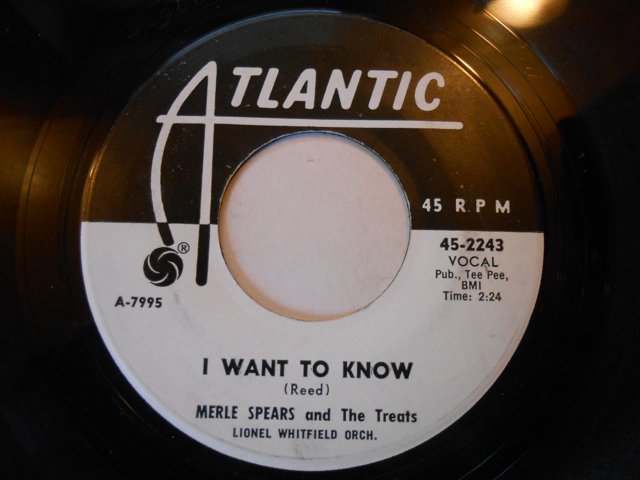 ATLANTIC
45 RPM
®
45-2243
VOCAL
Pub., Tee Pee,
BMI
Time: 2:24
A-7995
I WANT TO KNOW
(Reed)
MERLE SPEARS and The Treats
LIONEL WHITFIELD ORCH.